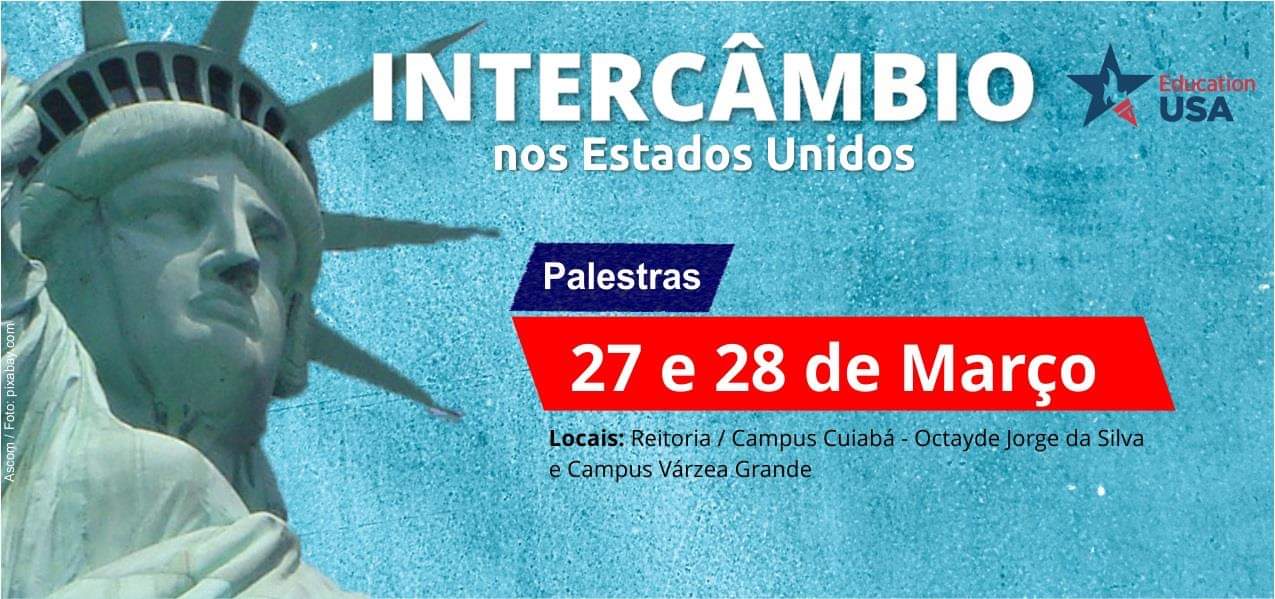 INTERCÂMBIO
nos Estados Unidos
Education
USA
Palestras
27 e 28 de Março
Locais: Reitoria / Campus Cuiabá - Octayde Jorge da Silva
e Campus Várzea Grande
Ascom / Foto: pixabay.com